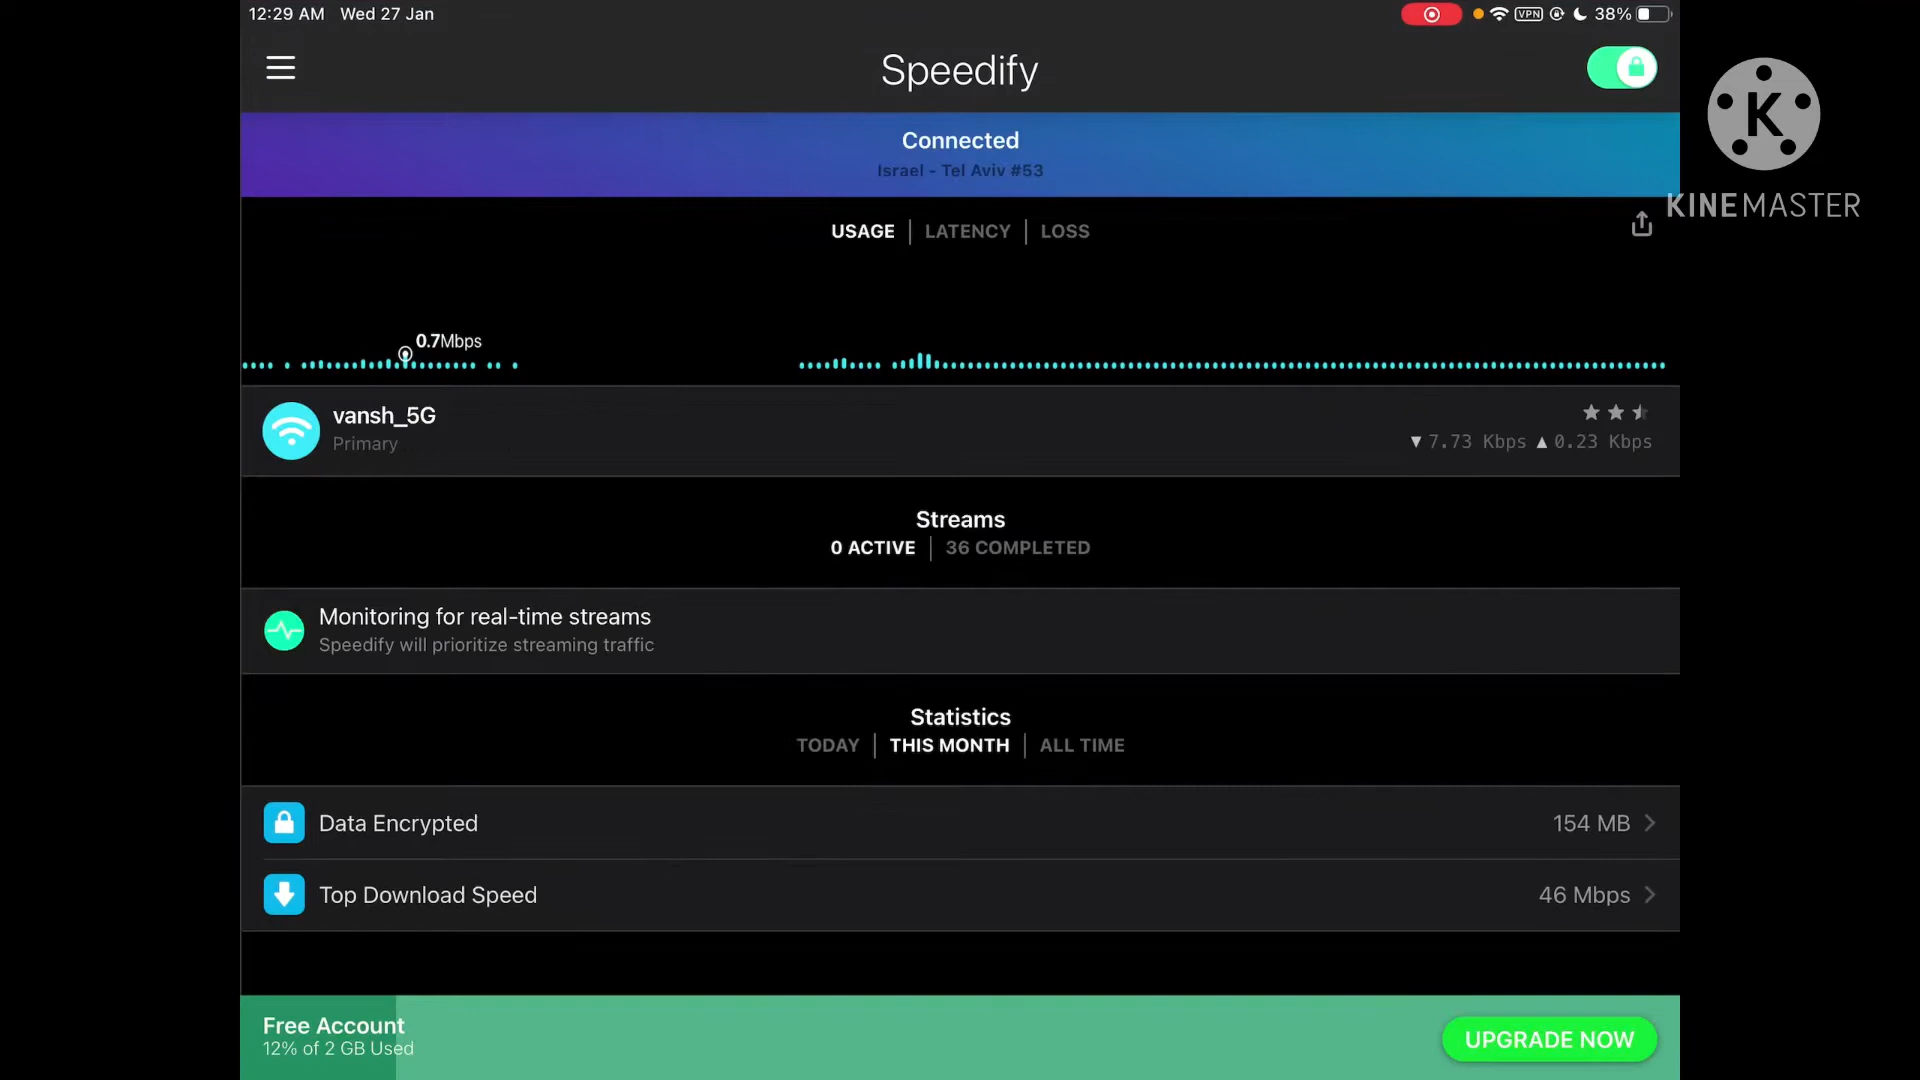 12:29 AM Wed 27 Jan
VPN 38%
Speedify
K
KINEMASTER
Connected
Israel - Tel Aviv #53
USAGE | LATENCY | LOSS
0.7Mbps
vansh_5G
Primary
▼ 7.73 Kbps ▲ 0.23 Kbps
Streams
0 ACTIVE | 36 COMPLETED
Monitoring for real-time streams
Speedify will prioritize streaming traffic
Statistics
TODAY | THIS MONTH | ALL TIME
Data Encrypted 154 MB
Top Download Speed 46 Mbps
Free Account
12% of 2 GB Used
UPGRADE NOW